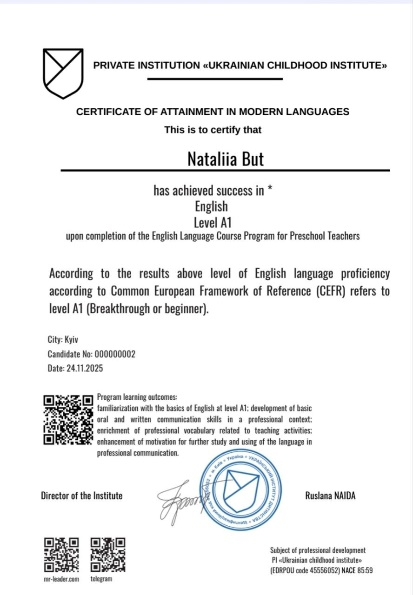 PRIVATE INSTITUTION «UKRAINIAN CHILDHOOD INSTITUTE»
CERTIFICATE OF ATTAINMENT IN MODERN LANGUAGES
This is to certify that
Nataliia But
has achieved success in *
English
Level A1
upon completion of the English Language Course Program for Preschool Teachers
According to the results above level of English language proficiency
according to Common European Framework of Reference (CEFR) refers to
level A1 (Breakthrough or beginner).
City: Kyiv
Candidate No: 000000002
Date: 24.11.2025
Program learning outcomes:
familiarization with the basics of English at level A1; development of basic
oral and written communication skills in a professional context;
enrichment of professional vocabulary related to teaching activities;
enhancement of motivation for further study and using of the language in
professional communication.
Director of the Institute
Ruslana NAIDA
mr-leader.com
telegram
Subject of professional development
PI «Ukrainian childhood institute»
(EDRPOU code 45556052) NACE 85:59